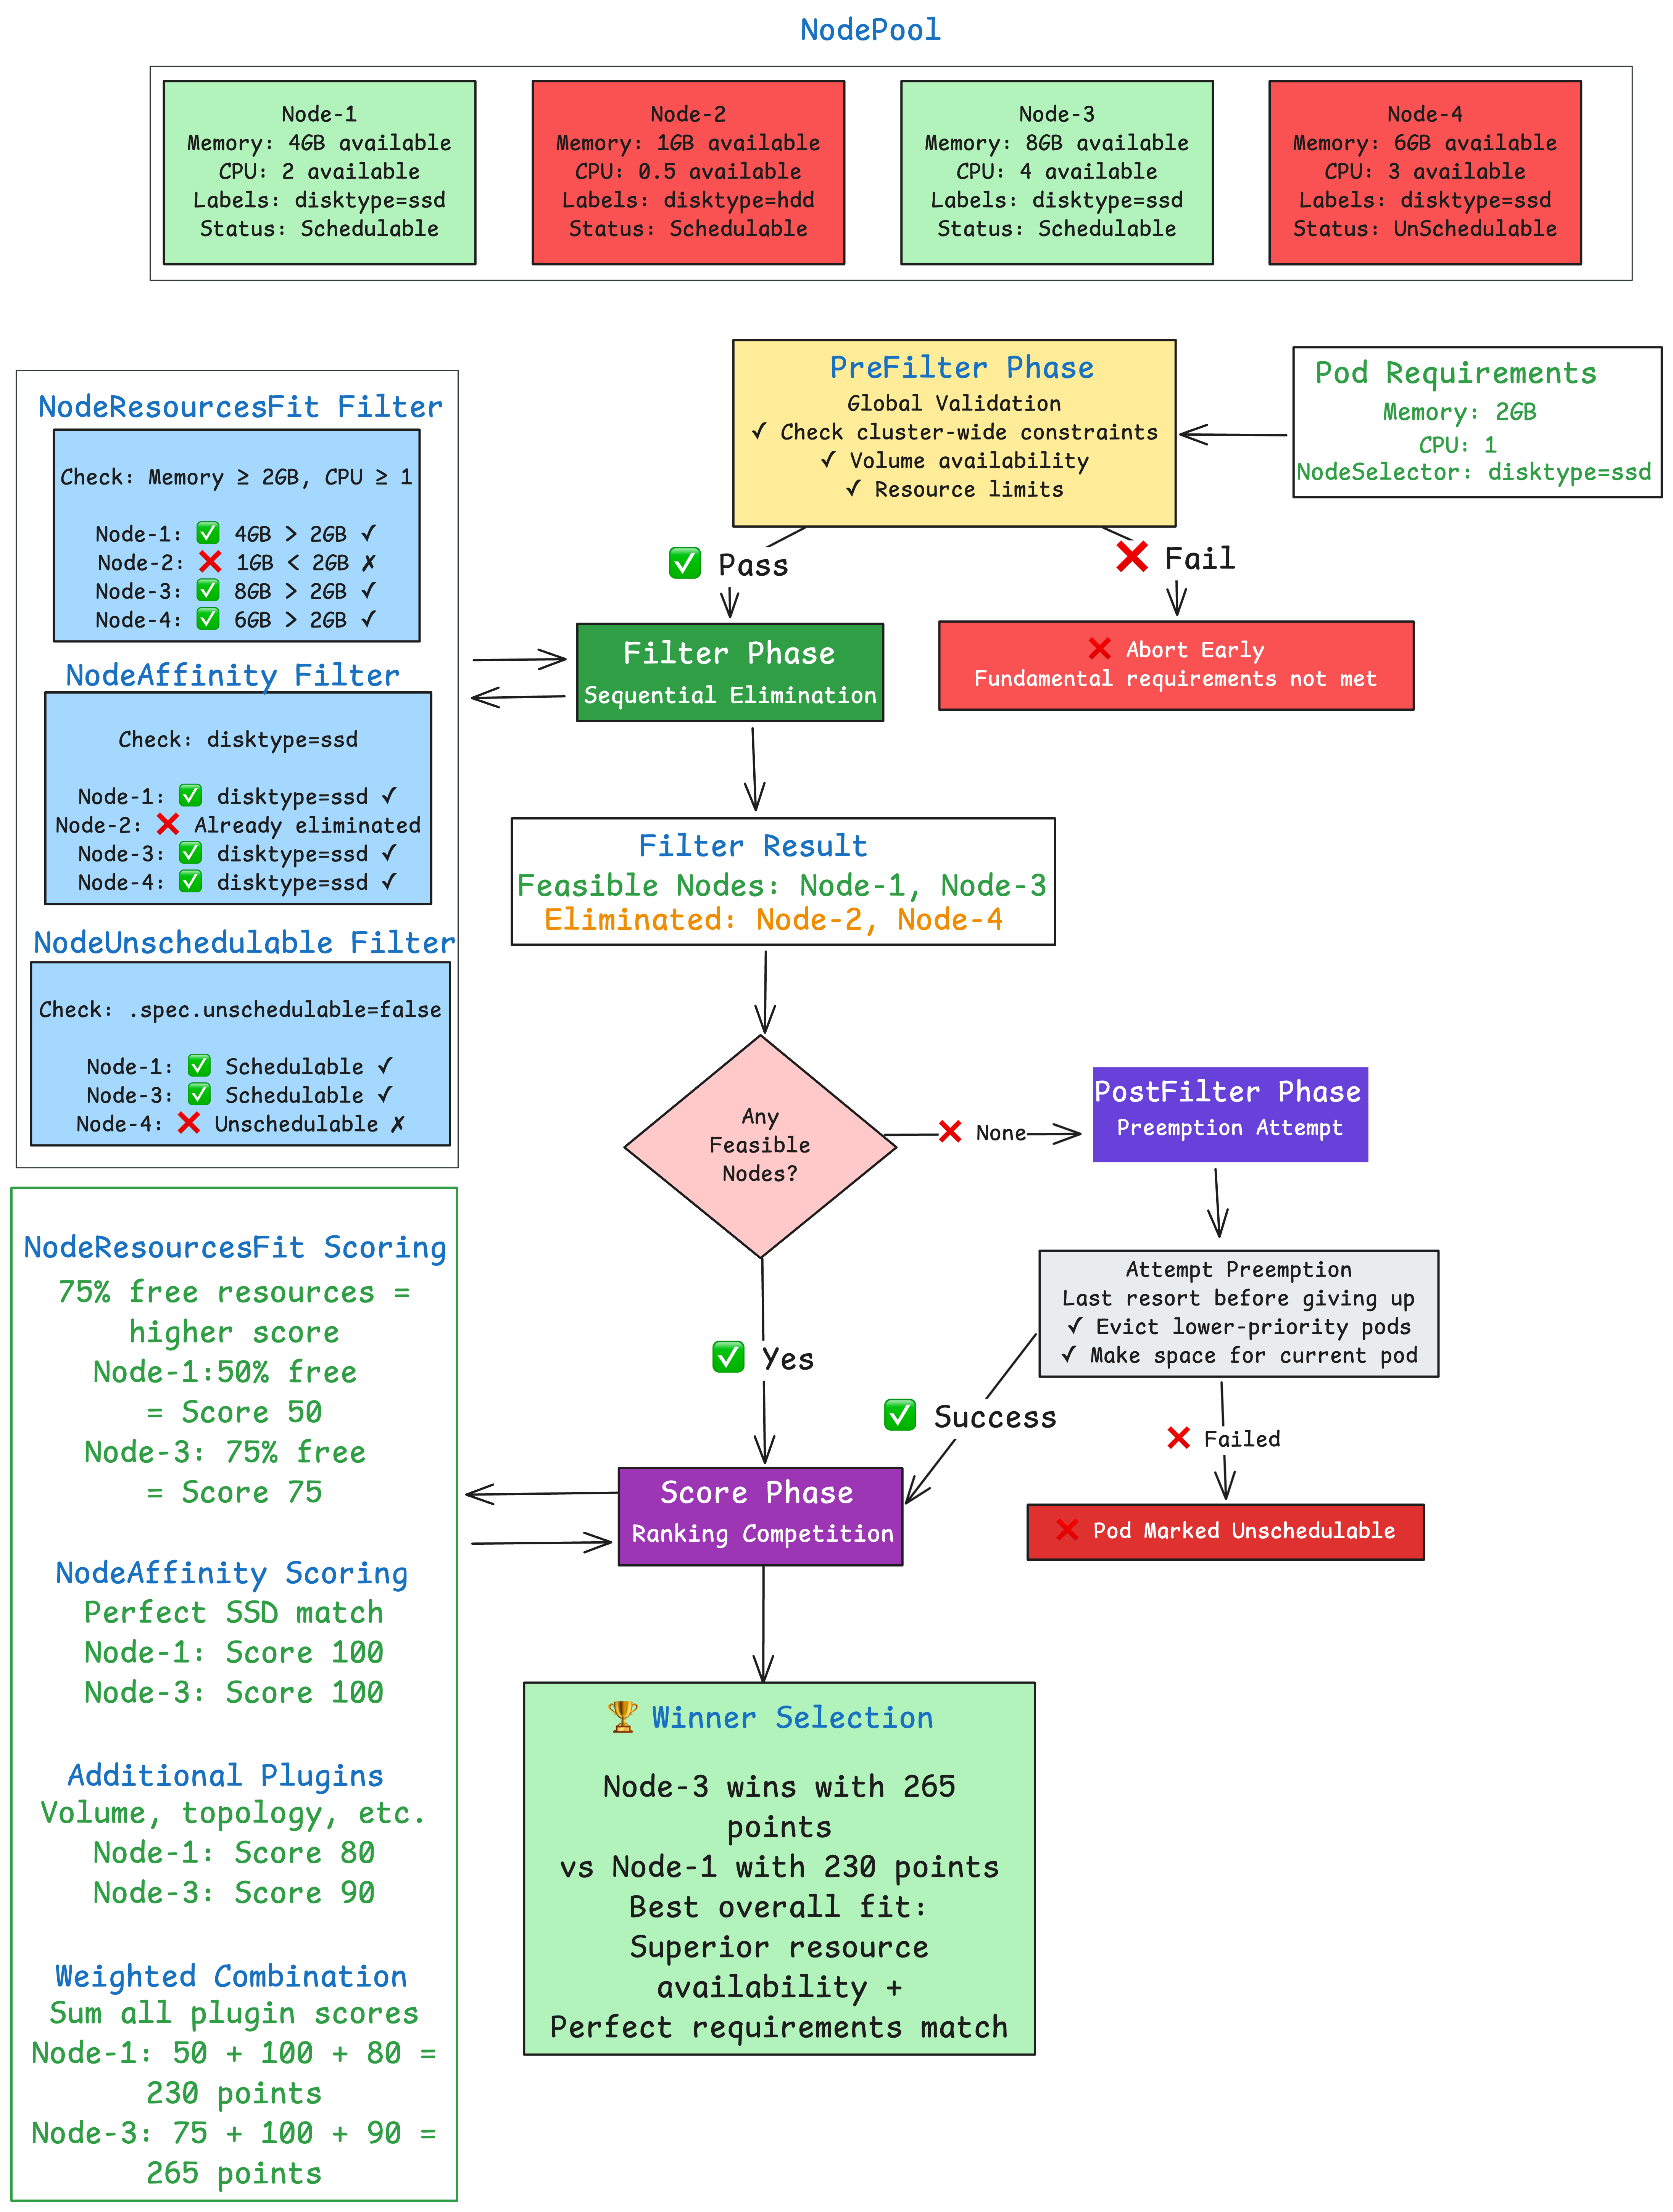 NodePool
Node-1
Memory: 4GB available
CPU: 2 available
Labels: disktype=ssd
Status: Schedulable
Node-2
Memory: 1GB available
CPU: 0.5 available
Labels: disktype=hdd
Status: Schedulable
Node-3
Memory: 8GB available
CPU: 4 available
Labels: disktype=ssd
Status: Schedulable
Node-4
Memory: 6GB available
CPU: 3 available
Labels: disktype=ssd
Status: UnSchedulable
PreFilter Phase
Global Validation
✓ Check cluster-wide constraints
✓ Volume availability
✓ Resource limits
Pod Requirements
Memory: 2GB
CPU: 1
NodeSelector: disktype=ssd
✅ Pass
❌ Fail
❌ Abort Early
Fundamental requirements not met
Filter Phase
Sequential Elimination
NodeResourcesFit Filter
Check: Memory ≥ 2GB, CPU ≥ 1
Node-1: ✅ 4GB > 2GB ✓
Node-2: ❌ 1GB < 2GB ✗
Node-3: ✅ 8GB > 2GB ✓
Node-4: ✅ 6GB > 2GB ✓
NodeAffinity Filter
Check: disktype=ssd
Node-1: ✅ disktype=ssd ✓
Node-2: ❌ Already eliminated
Node-3: ✅ disktype=ssd ✓
Node-4: ✅ disktype=ssd ✓
NodeUnschedulable Filter
Check: .spec.unschedulable=false
Node-1: ✅ Schedulable ✓
Node-3: ✅ Schedulable ✓
Node-4: ❌ Unschedulable ✗
Filter Result
Feasible Nodes: Node-1, Node-3
Eliminated: Node-2, Node-4
Any
Feasible
Nodes?
❌ None
PostFilter Phase
Preemption Attempt
Attempt Preemption
Last resort before giving up
✓ Evict lower-priority pods
✓ Make space for current pod
✅ Yes
✅ Success
❌ Failed
❌ Pod Marked Unschedulable
Score Phase
Ranking Competition
NodeResourcesFit Scoring
75% free resources =
higher score
Node-1:50% free
= Score 50
Node-3: 75% free
= Score 75
NodeAffinity Scoring
Perfect SSD match
Node-1: Score 100
Node-3: Score 100
Additional Plugins
Volume, topology, etc.
Node-1: Score 80
Node-3: Score 90
Weighted Combination
Sum all plugin scores
Node-1: 50 + 100 + 80 =
230 points
Node-3: 75 + 100 + 90 =
265 points
🏆 Winner Selection
Node-3 wins with 265
points
vs Node-1 with 230 points
Best overall fit:
Superior resource
availability +
Perfect requirements match